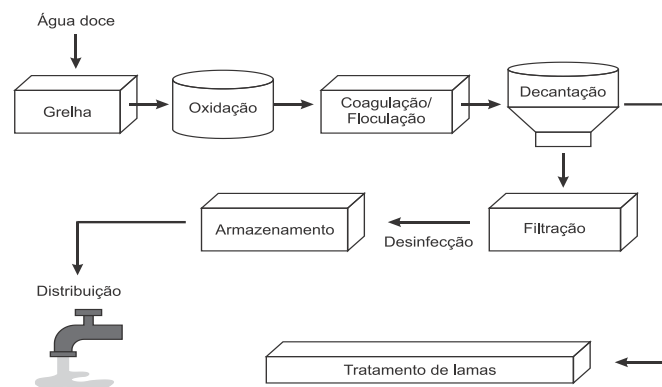 Água doce
Grelha
Oxidação
Coagulação/
Floculação
Decantação
Armazenamento
Desinfecção
Filtração
Distribuição
Tratamento de lamas